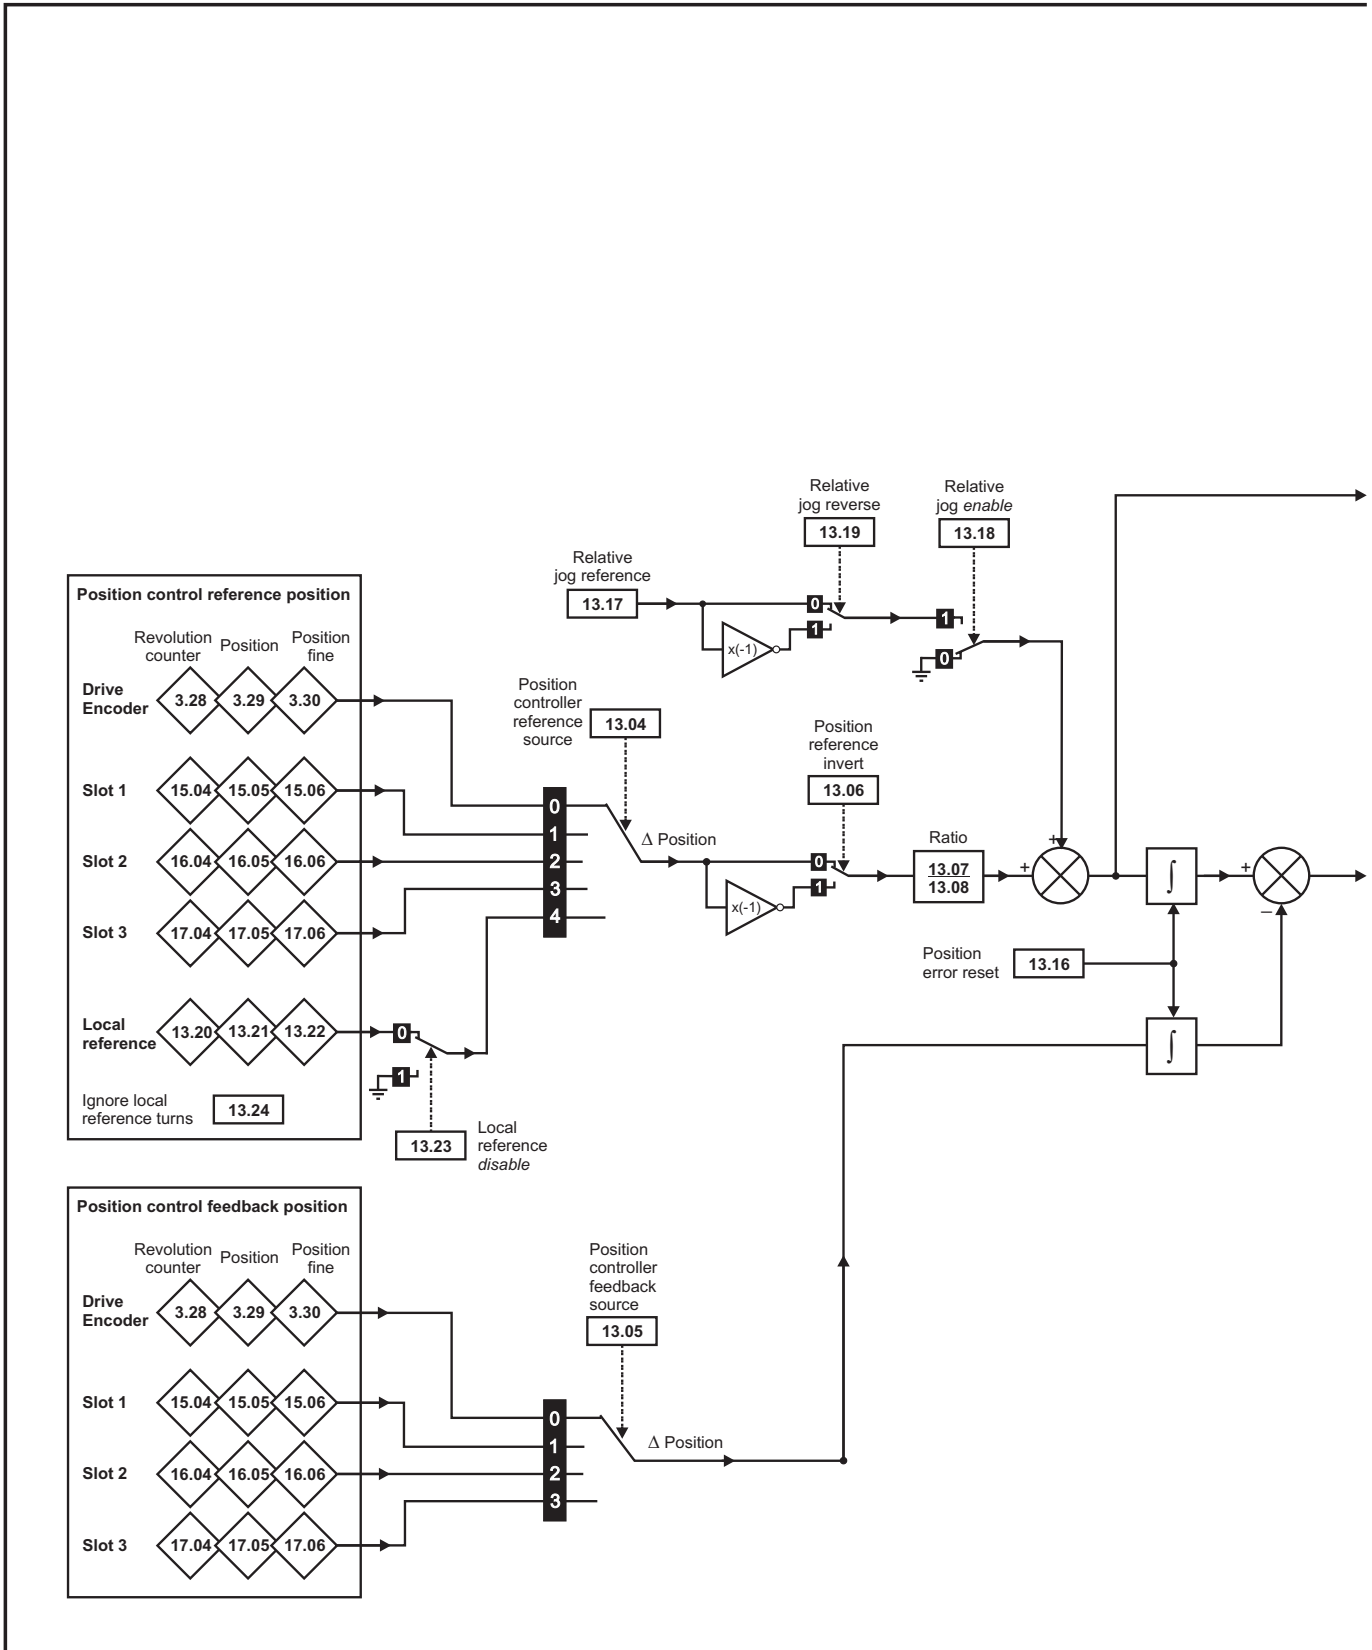 Relative
jog reverse
13.19
Relative
jog enable
13.18
Relative
jog reference
13.17
0
1
x(-1)
1
0
Position control reference position
Revolution
counter
Position
Position
fine
Drive
Encoder
3.28
3.29
3.30
Slot 1
15.04
15.05
15.06
Slot 2
16.04
16.05
16.06
Slot 3
17.04
17.05
17.06
Local
reference
13.20
13.21
13.22
Ignore local
reference turns
13.24
0
1
13.23
Local
reference
disable
Position
controller
reference
source
13.04
0
1
2
3
4
Δ Position
x(-1)
Position
reference
invert
13.06
0
1
Ratio
13.07
13.08
+
+
∫
+
–
Position
error reset
13.16
∫
Position control feedback position
Revolution
counter
Position
Position
fine
Drive
Encoder
3.28
3.29
3.30
Slot 1
15.04
15.05
15.06
Slot 2
16.04
16.05
16.06
Slot 3
17.04
17.05
17.06
Position
controller
feedback
source
13.05
0
1
2
3
Δ Position